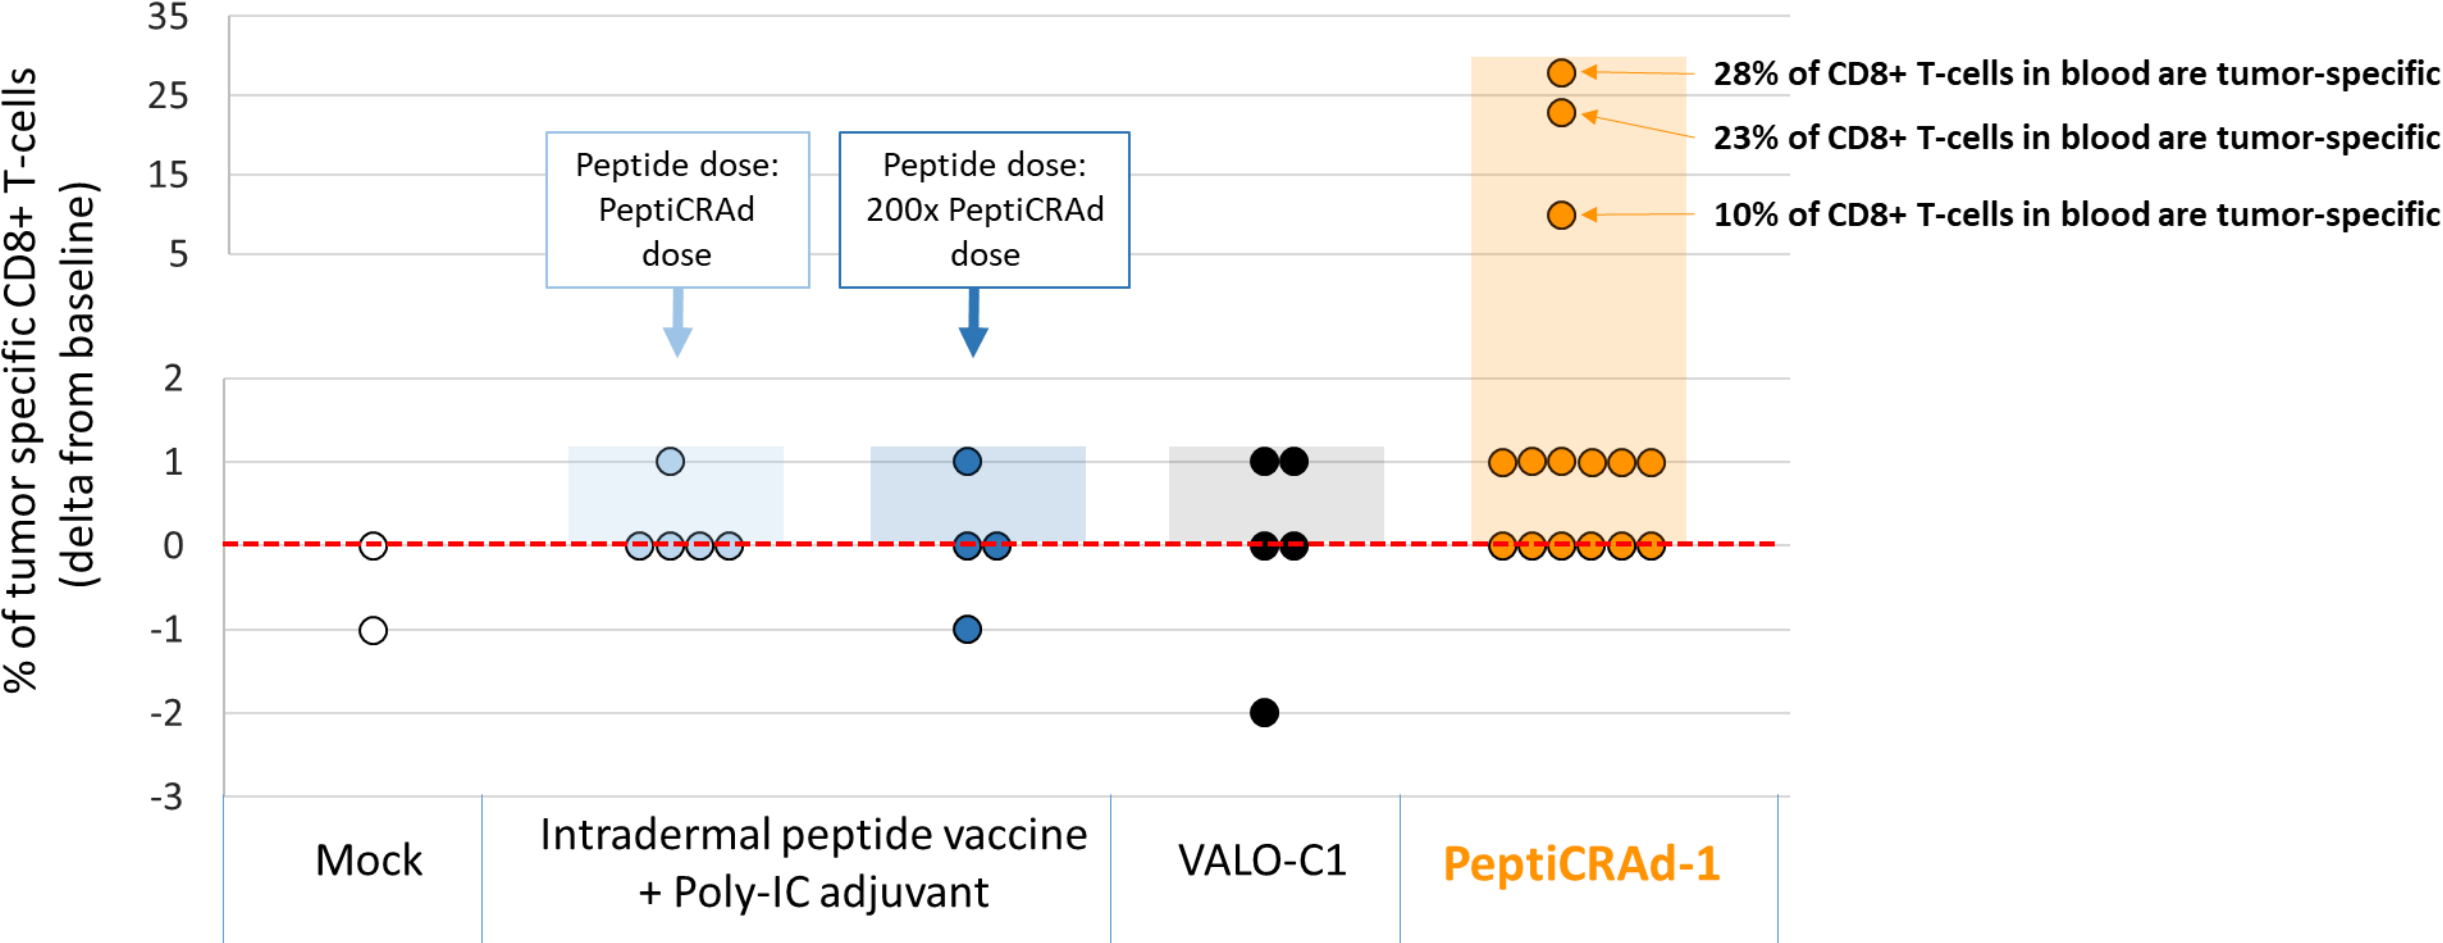 % of tumor specific CD8+ T-cells
(delta from baseline)
35
25
15
5
2
1
0
-1
-2
-3
Peptide dose:
PeptiCRAd
dose
Peptide dose:
200x PeptiCRAd
dose
28% of CD8+ T-cells in blood are tumor-specific
23% of CD8+ T-cells in blood are tumor-specific
10% of CD8+ T-cells in blood are tumor-specific
Mock
Intradermal peptide vaccine
+ Poly-IC adjuvant
VALO-C1
PeptiCRAd-1